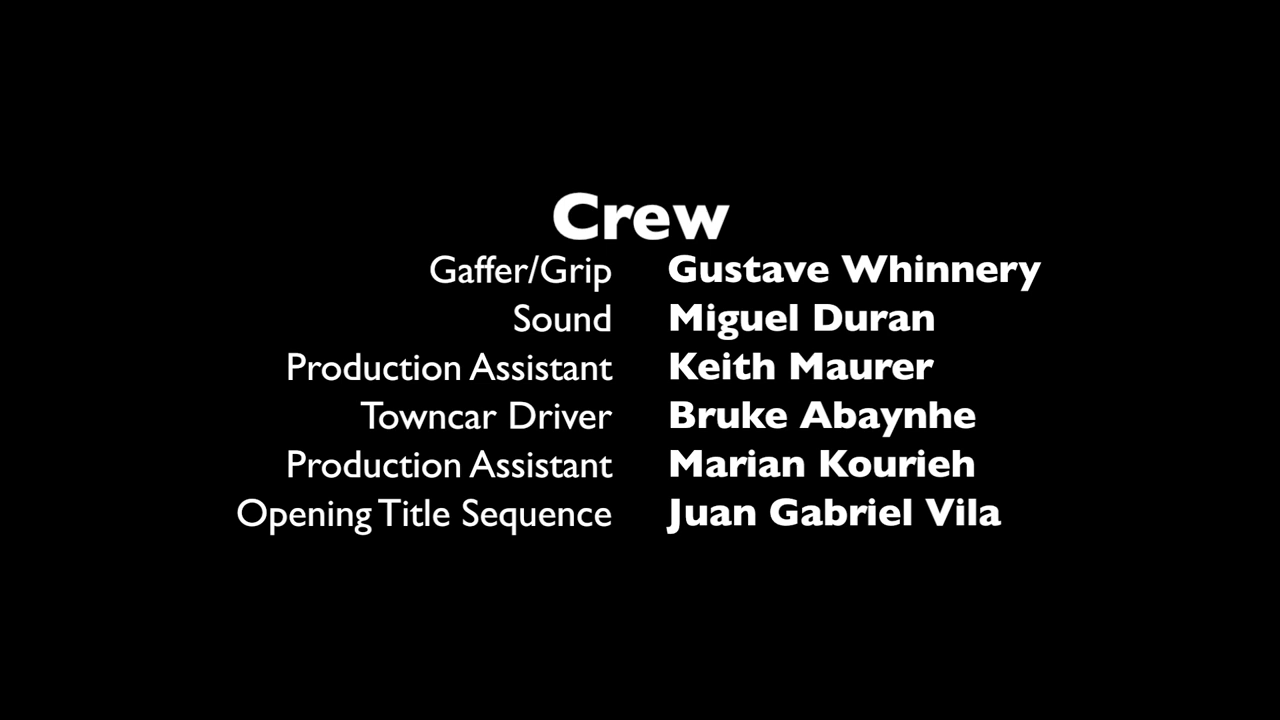 Crew
Gaffer/Grip Gustave Whinnery
Sound Miguel Duran
Production Assistant Keith Maurer
Towncar Driver Bruke Abaynhe
Production Assistant Marian Kourieh
Opening Title Sequence Juan Gabriel Vila